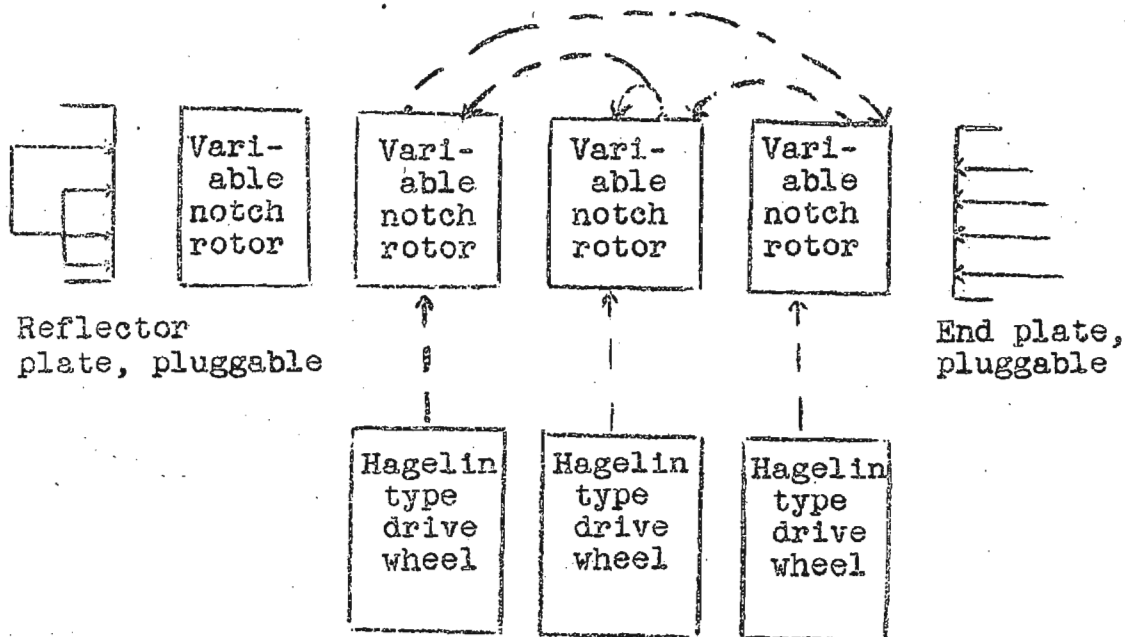 Vari-
able
notch
rotor
Vari-
able
notch
rotor
Vari-
able
notch
rotor
Vari-
able
notch
rotor
Reflector
plate, pluggable
End plate,
pluggable
Hagelin
type
drive
wheel
Hagelin
type
drive
wheel
Hagelin
type
drive
wheel